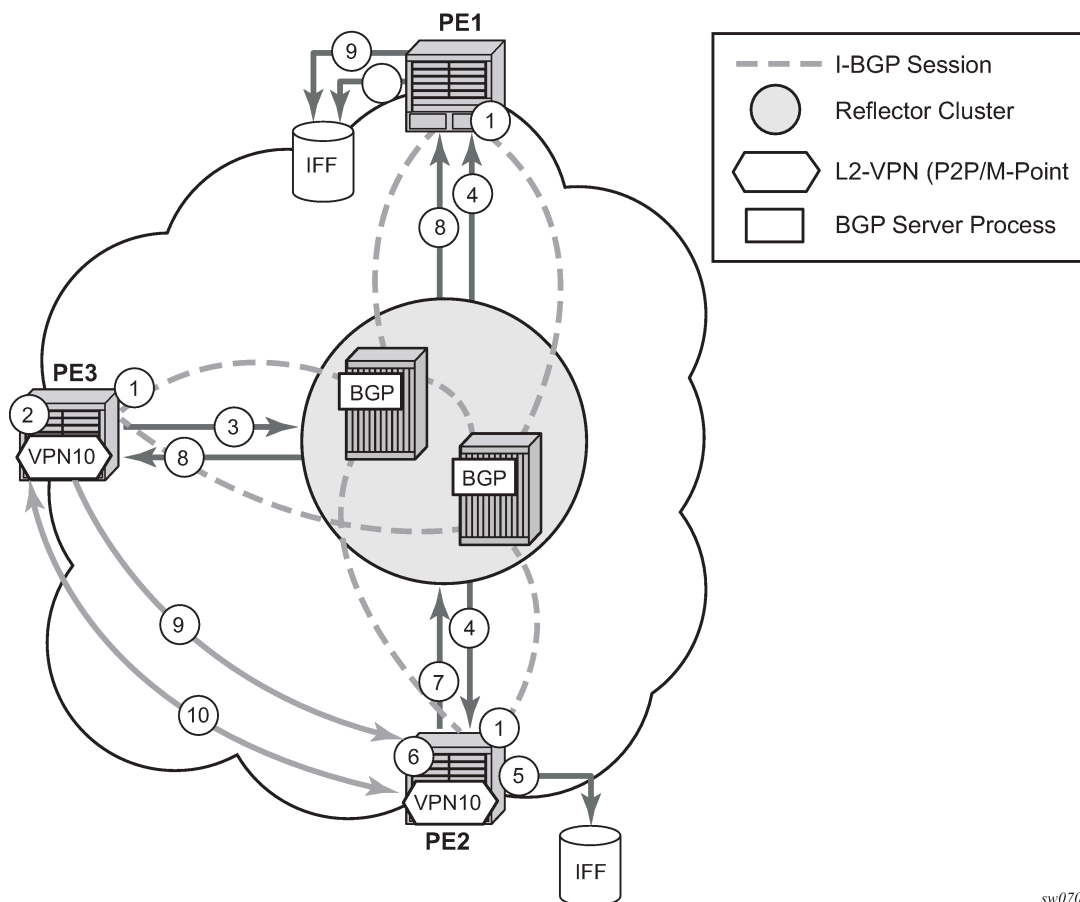 PE1
9
1
IFF
4
8
I-BGP Session
Reflector Cluster
L2-VPN (P2P/M-Point
BGP Server Process
PE3
1
2
VPN10
3
8
BGP
BGP
9
10
4
7
1
6
5
VPN10
PE2
IFF
sw070